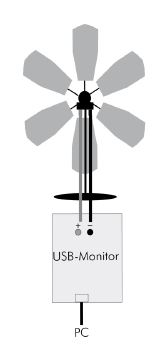 + −
USB-Monitor
PC